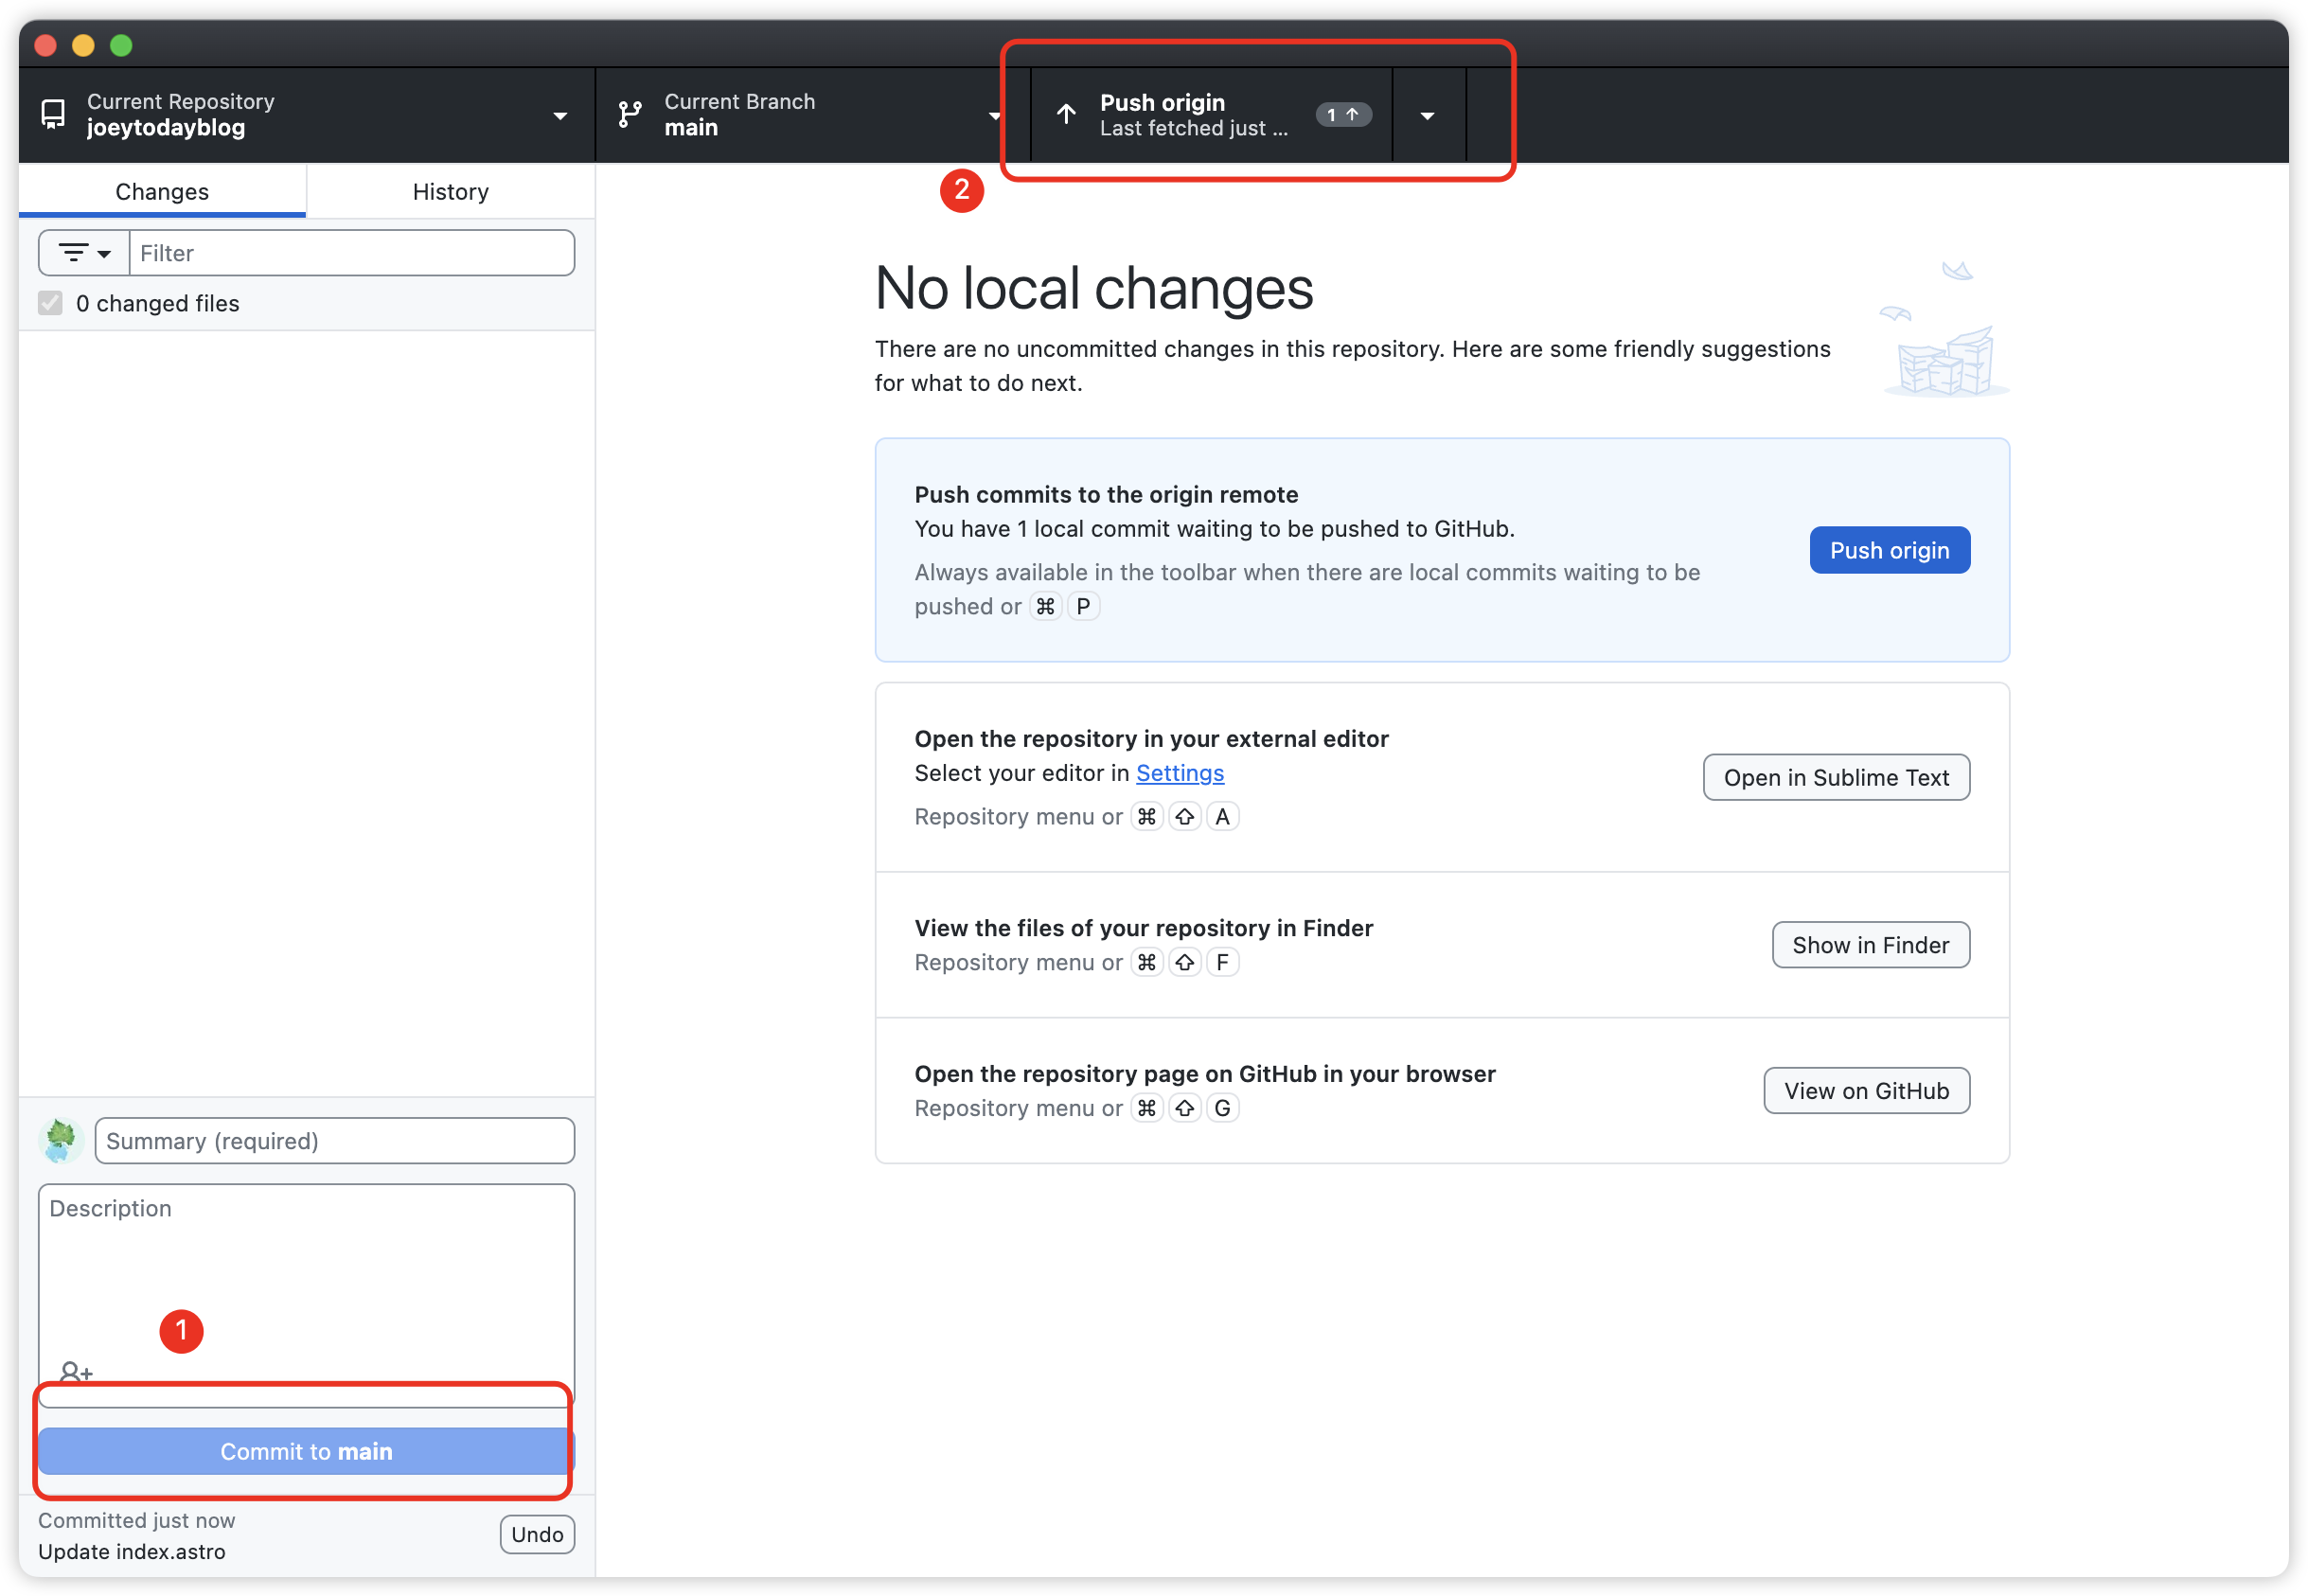 Current Repository
joeytodayblog
Current Branch
main
Push origin
Last fetched just ...
1
2
Changes
History
Filter
0 changed files
No local changes
There are no uncommitted changes in this repository. Here are some friendly suggestions
for what to do next.
Push commits to the origin remote
You have 1 local commit waiting to be pushed to GitHub.
Always available in the toolbar when there are local commits waiting to be
pushed or ⌘ P
Push origin
Open the repository in your external editor
Select your editor in Settings
Repository menu or ⌘ ⇧ A
Open in Sublime Text
View the files of your repository in Finder
Repository menu or ⌘ ⇧ F
Show in Finder
Open the repository page on GitHub in your browser
Repository menu or ⌘ ⇧ G
View on GitHub
Summary (required)
Description
1
Commit to main
Committed just now
Update index.astro
Undo